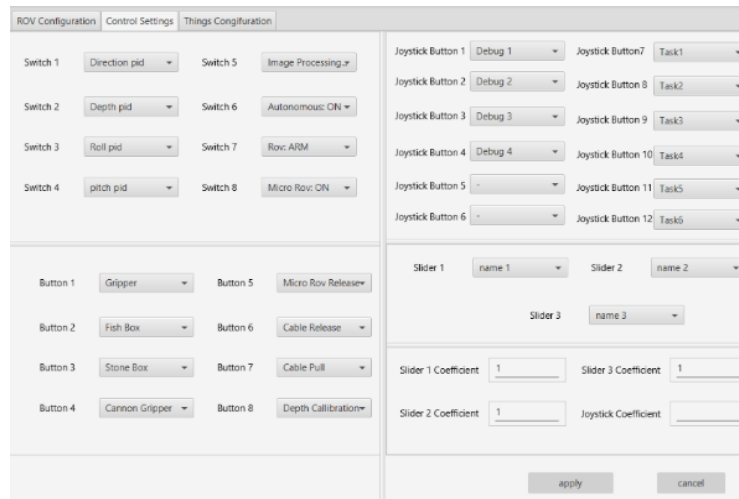 ROV Configuration Control Settings Things Congifuration
Switch 1 Direction pid Switch 5 Image Processing..
Switch 2 Depth pid Switch 6 Autonomous: ON
Switch 3 Roll pid Switch 7 Rov: ARM
Switch 4 pitch pid Switch 8 Micro Rov: ON
Joystick Button 1 Debug 1 Joystick Button7 Task1
Joystick Button 2 Debug 2 Joystick Button 8 Task2
Joystick Button 3 Debug 3 Joystick Button 9 Task3
Joystick Button 4 Debug 4 Joystick Button 10 Task4
Joystick Button 5 - Joystick Button 11 Task5
Joystick Button 6 - Joystick Button 12 Task6
Button 1 Gripper Button 5 Micro Rov Release
Button 2 Fish Box Button 6 Cable Release
Button 3 Stone Box Button 7 Cable Pull
Button 4 Cannon Gripper Button 8 Depth Callibration
Slider 1 name 1 Slider 2 name 2
Slider 3 name 3
Slider 1 Coefficient 1 Slider 3 Coefficient 1
Slider 2 Coefficient 1 Joystick Coefficient
apply cancel